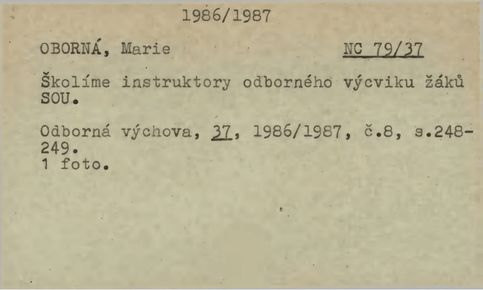 1986/1987
OBORNÁ, Marie NC 79/37
Školíme instruktory odborného výcviku žáků
SOU.
Odborná výchova, 37, 1986/1987, č.8, s.248-
249.
1 foto.